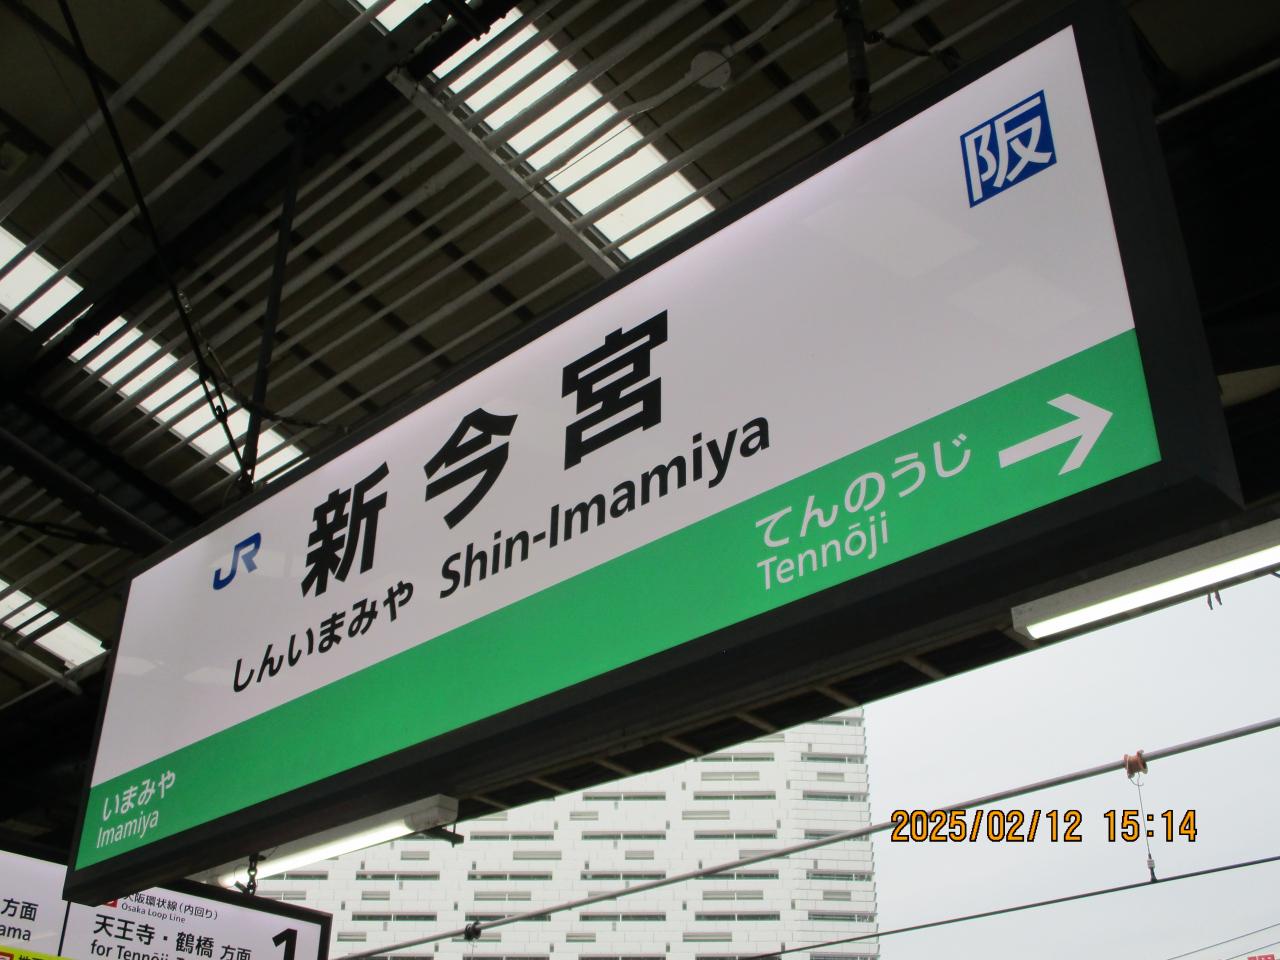 阪
JR 新今宮
しんいまみや Shin-Imamiya
てんのうじ
Tennōji
いまみや
Imamiya
2025/02/12 15:14
大阪環状線(内回り)
Osaka Loop Line
天王寺・鶴橋 方面
for Tennōji
1
方面